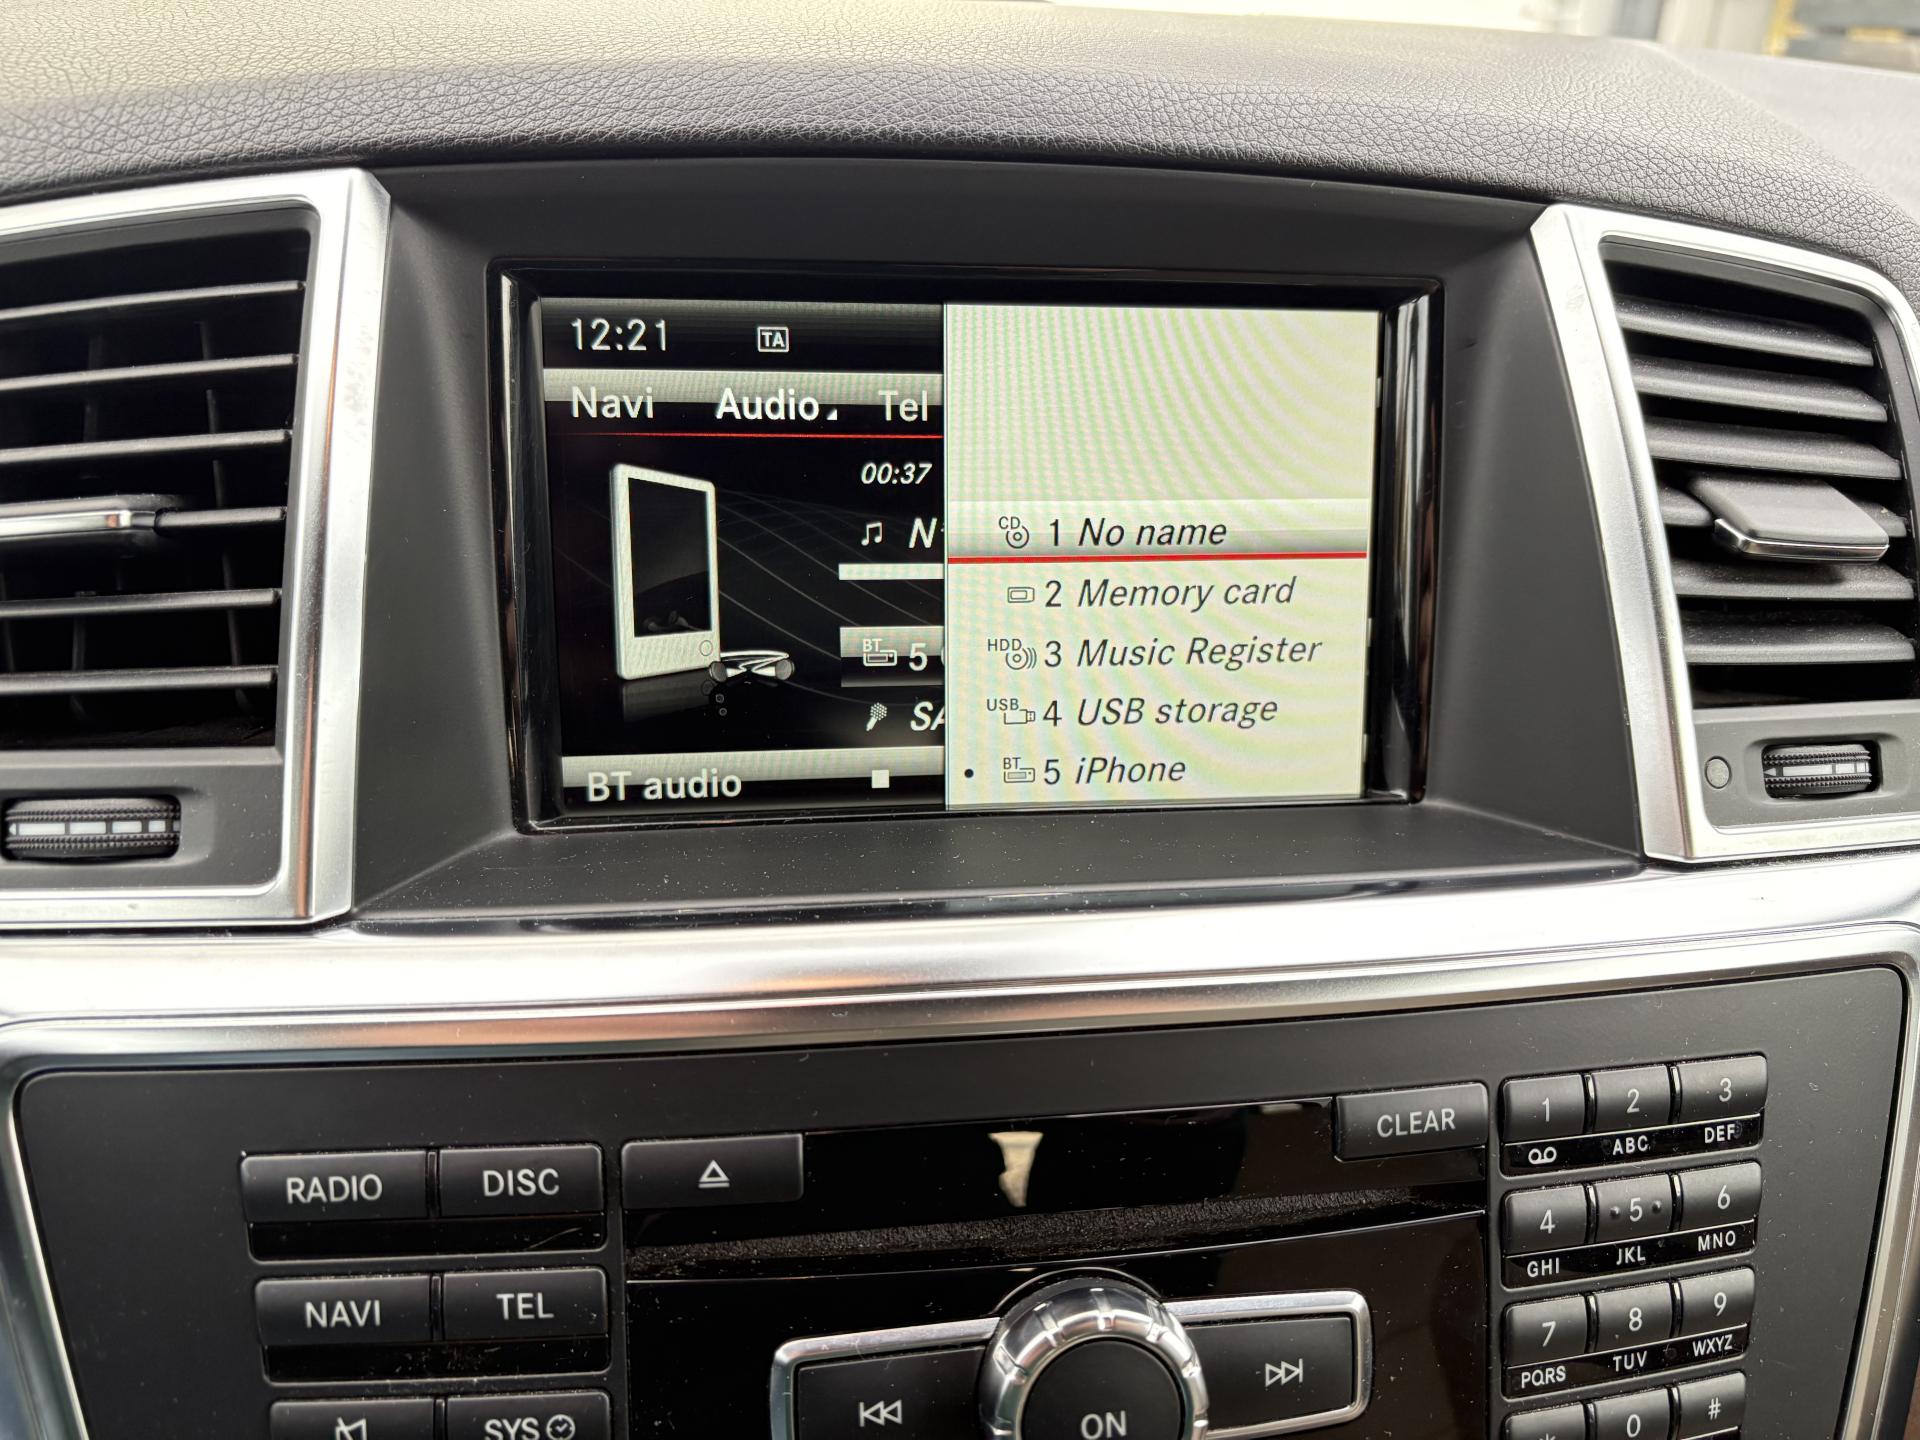 12:21 TA
Navi Audio Tel
00:37
BT 5
BT audio
CD 1 No name
2 Memory card
HDD 3 Music Register
USB 4 USB storage
• BT 5 iPhone
RADIO DISC
NAVI TEL
SYS
CLEAR
ON
1 2 ABC 3 DEF
4 GHI 5 JKL 6 MNO
7 PQRS 8 TUV 9 WXYZ
* 0 #